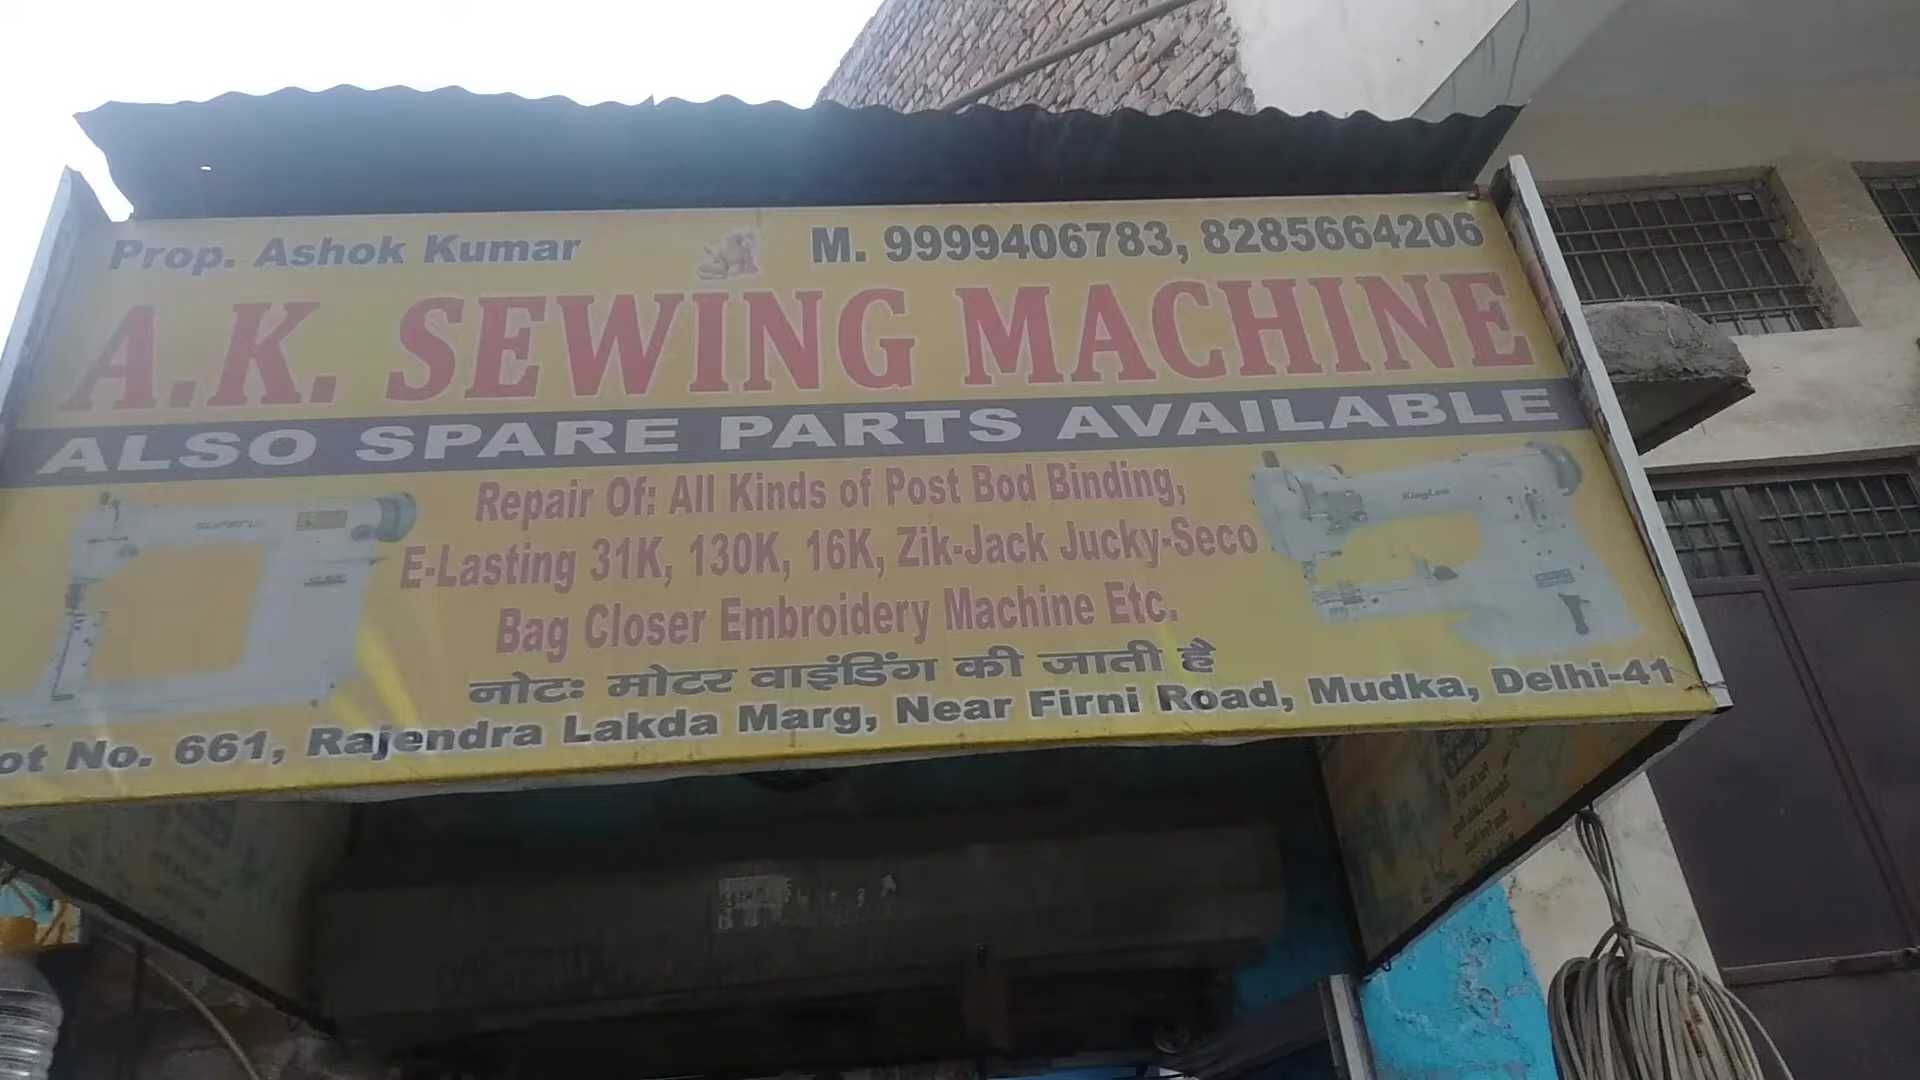 Prop. Ashok Kumar
M. 9999406783, 8285664206
A.K. SEWING MACHINE
ALSO SPARE PARTS AVAILABLE
Repair Of: All Kinds of Post Bod Binding,
E-Lasting 31K, 130K, 16K, Zik-Jack Jucky-Seco
Bag Closer Embroidery Machine Etc.
नोटः मोटर वाइंडिंग की जाती है
ot No. 661, Rajendra Lakda Marg, Near Firni Road, Mudka, Delhi-41